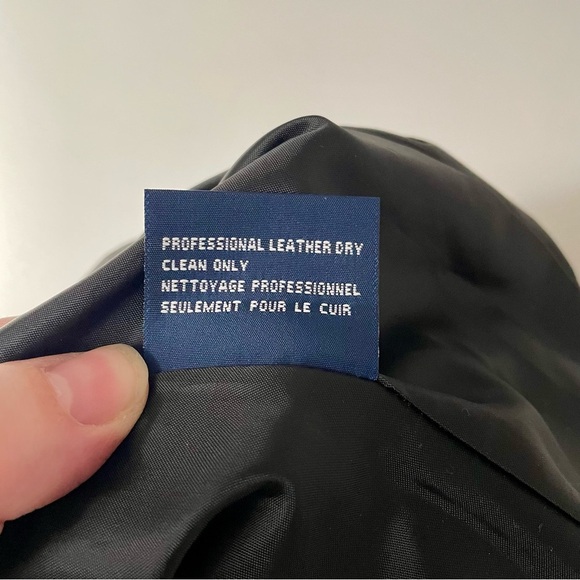 PROFESSIONAL LEATHER DRY
CLEAN ONLY
NETTOYAGE PROFESSIONNEL
SEULEMENT POUR LE CUIR